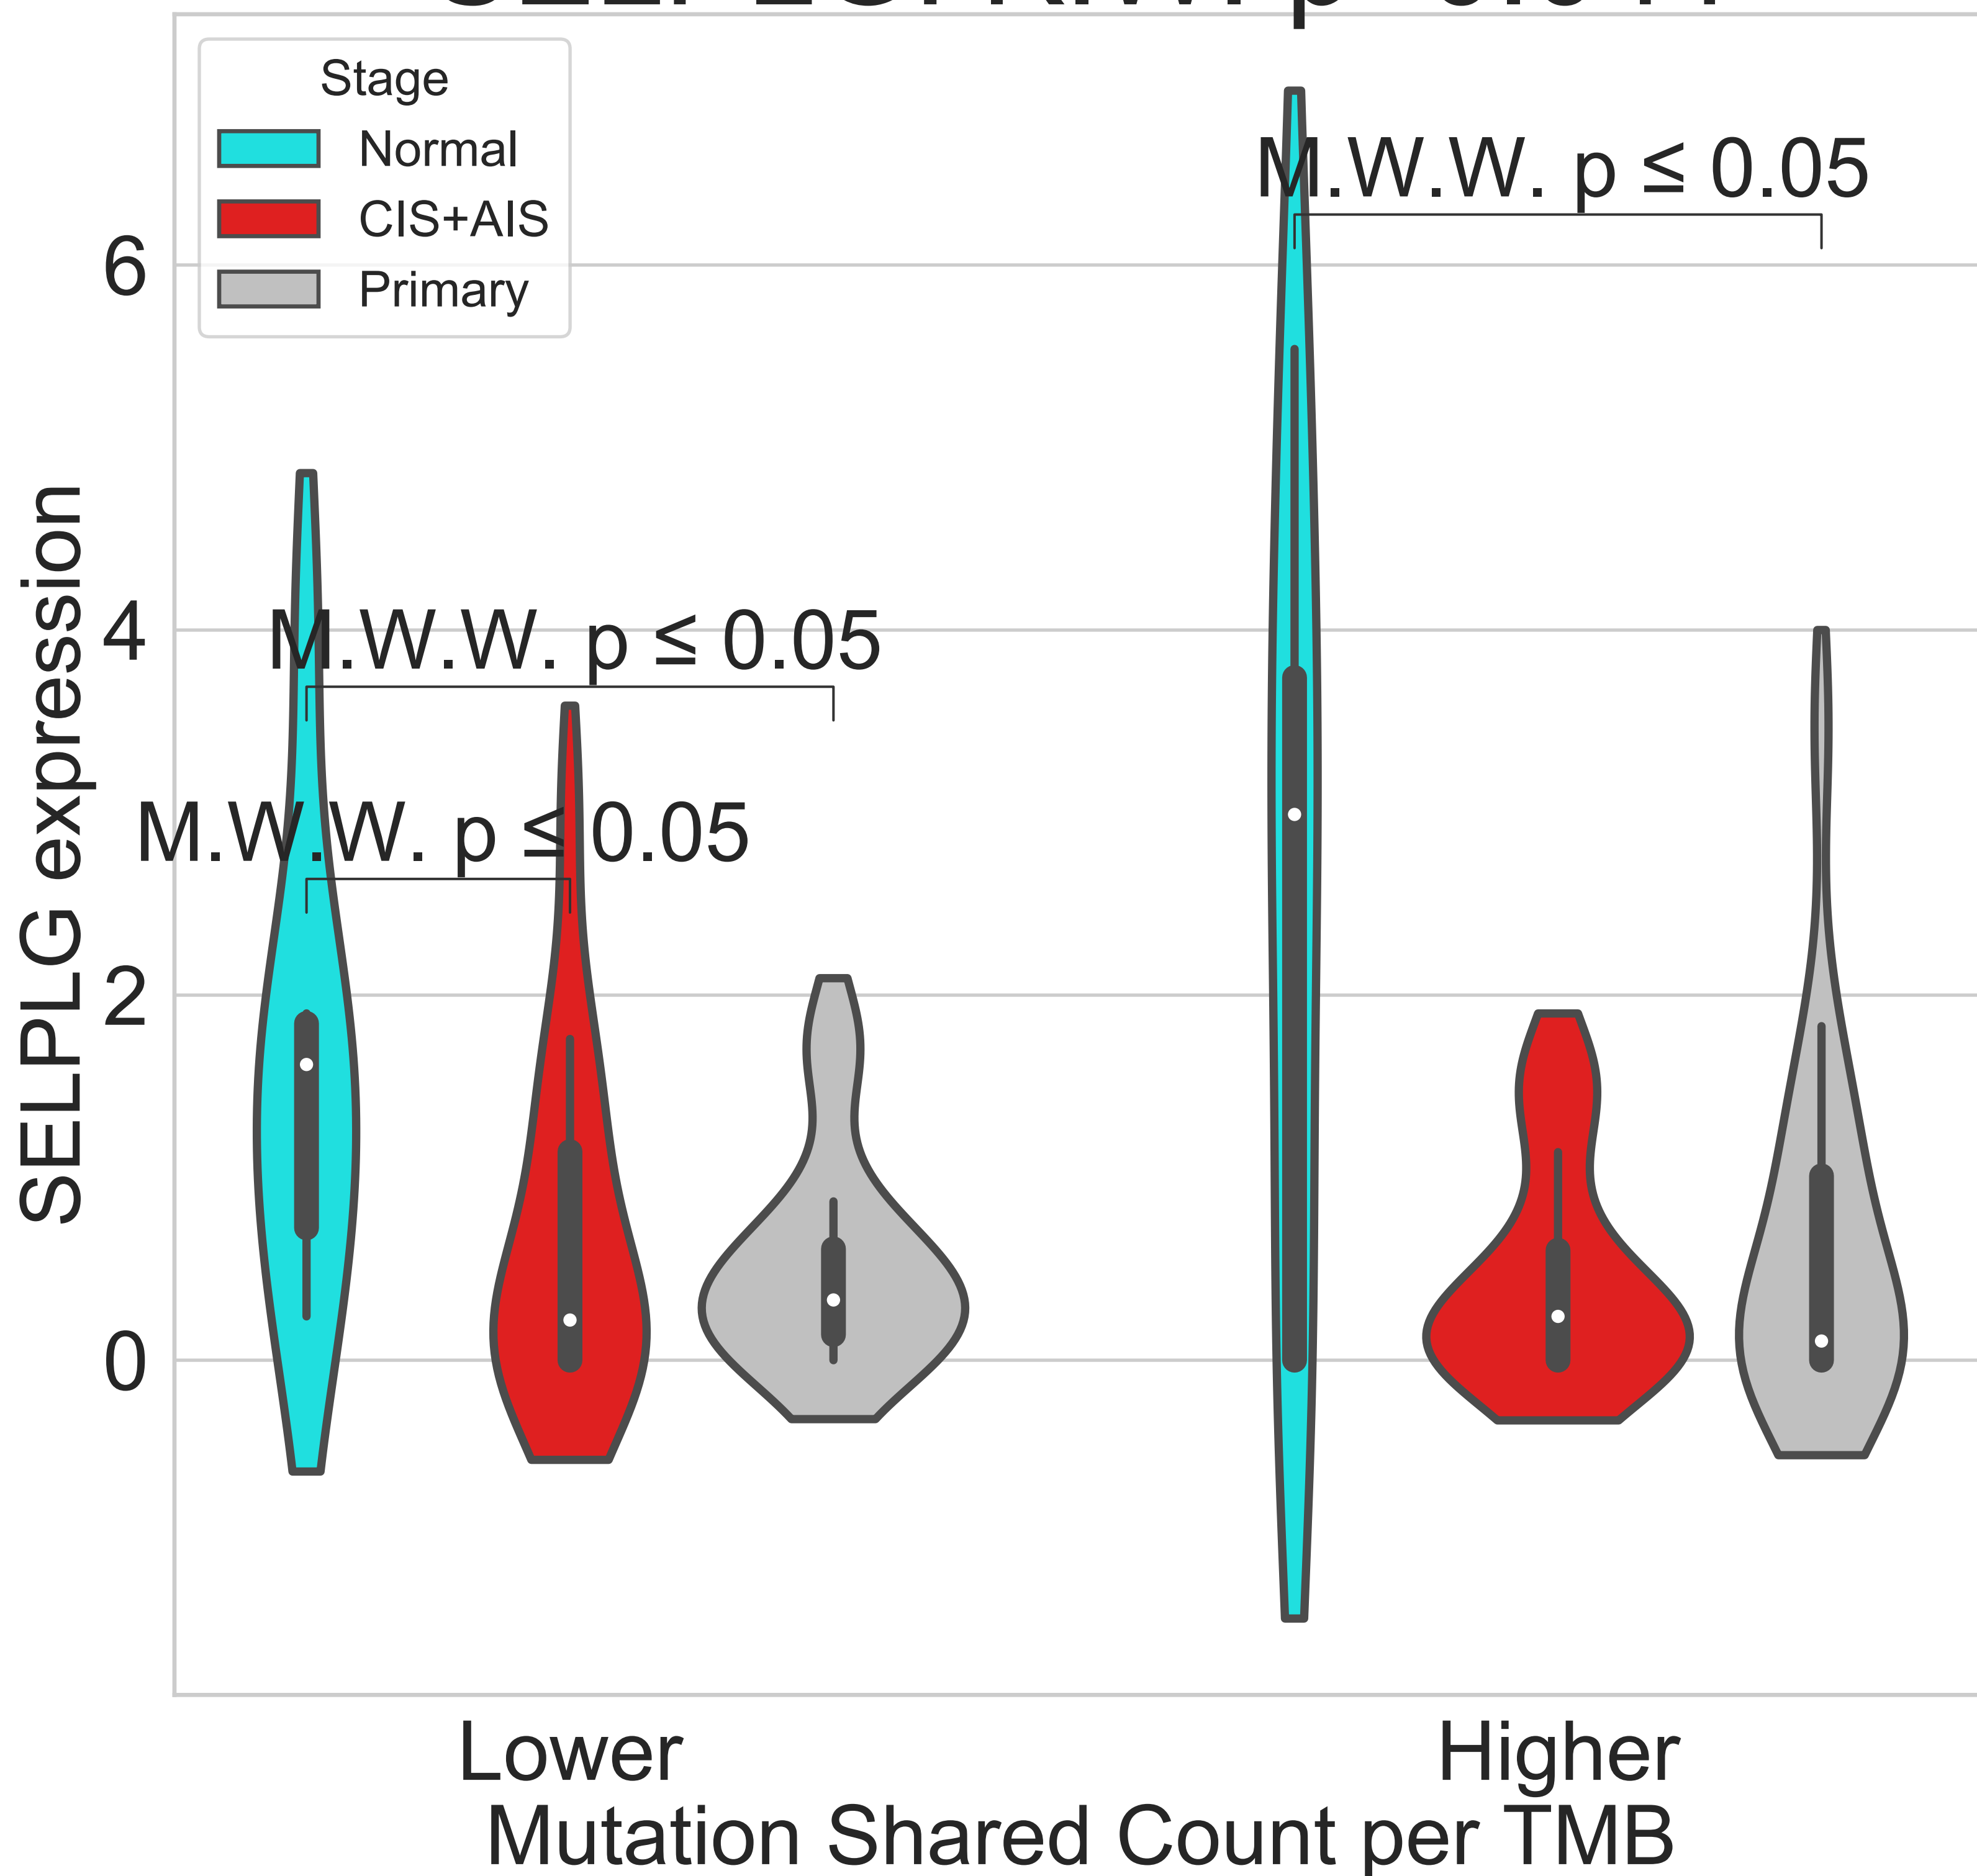 Stage
Normal
CIS+AIS
Primary
M.W.W. p ≤ 0.05
6
M.W.W. p ≤ 0.05
4
M.W.W. p ≤ 0.05
2
0
SELPLG expression
Lower
Higher
Mutation Shared Count per TMB